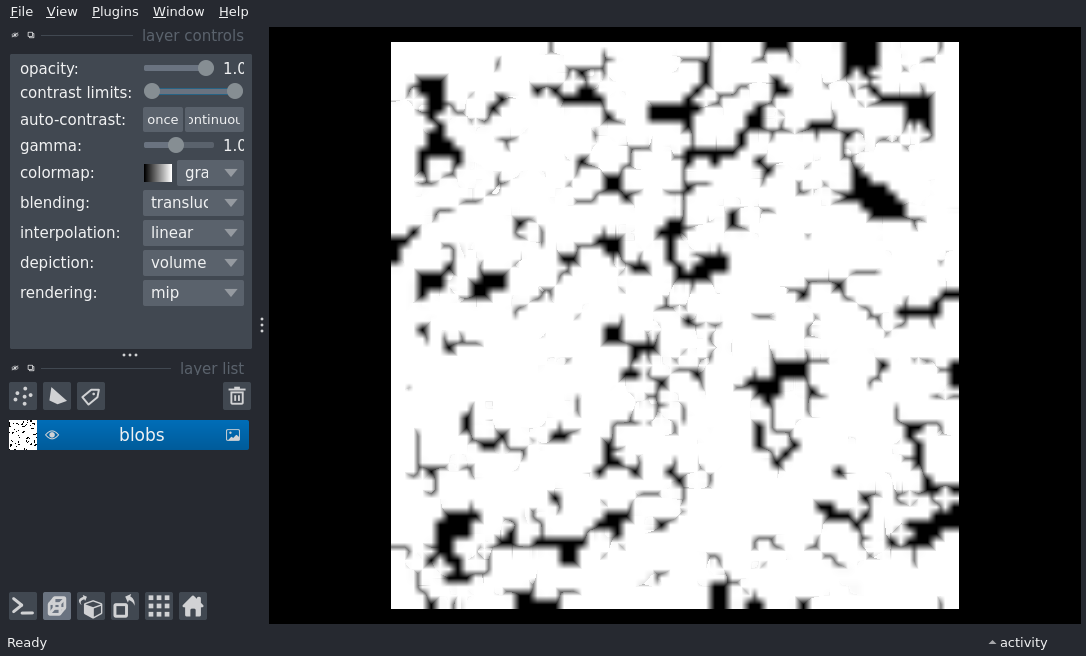 File View Plugins Window Help
layer controls
opacity: 1.0
contrast limits:
auto-contrast: once ontinuou
gamma: 1.0
colormap: gra
blending: transluc
interpolation: linear
depiction: volume
rendering: mip
layer list
blobs
Ready
activity